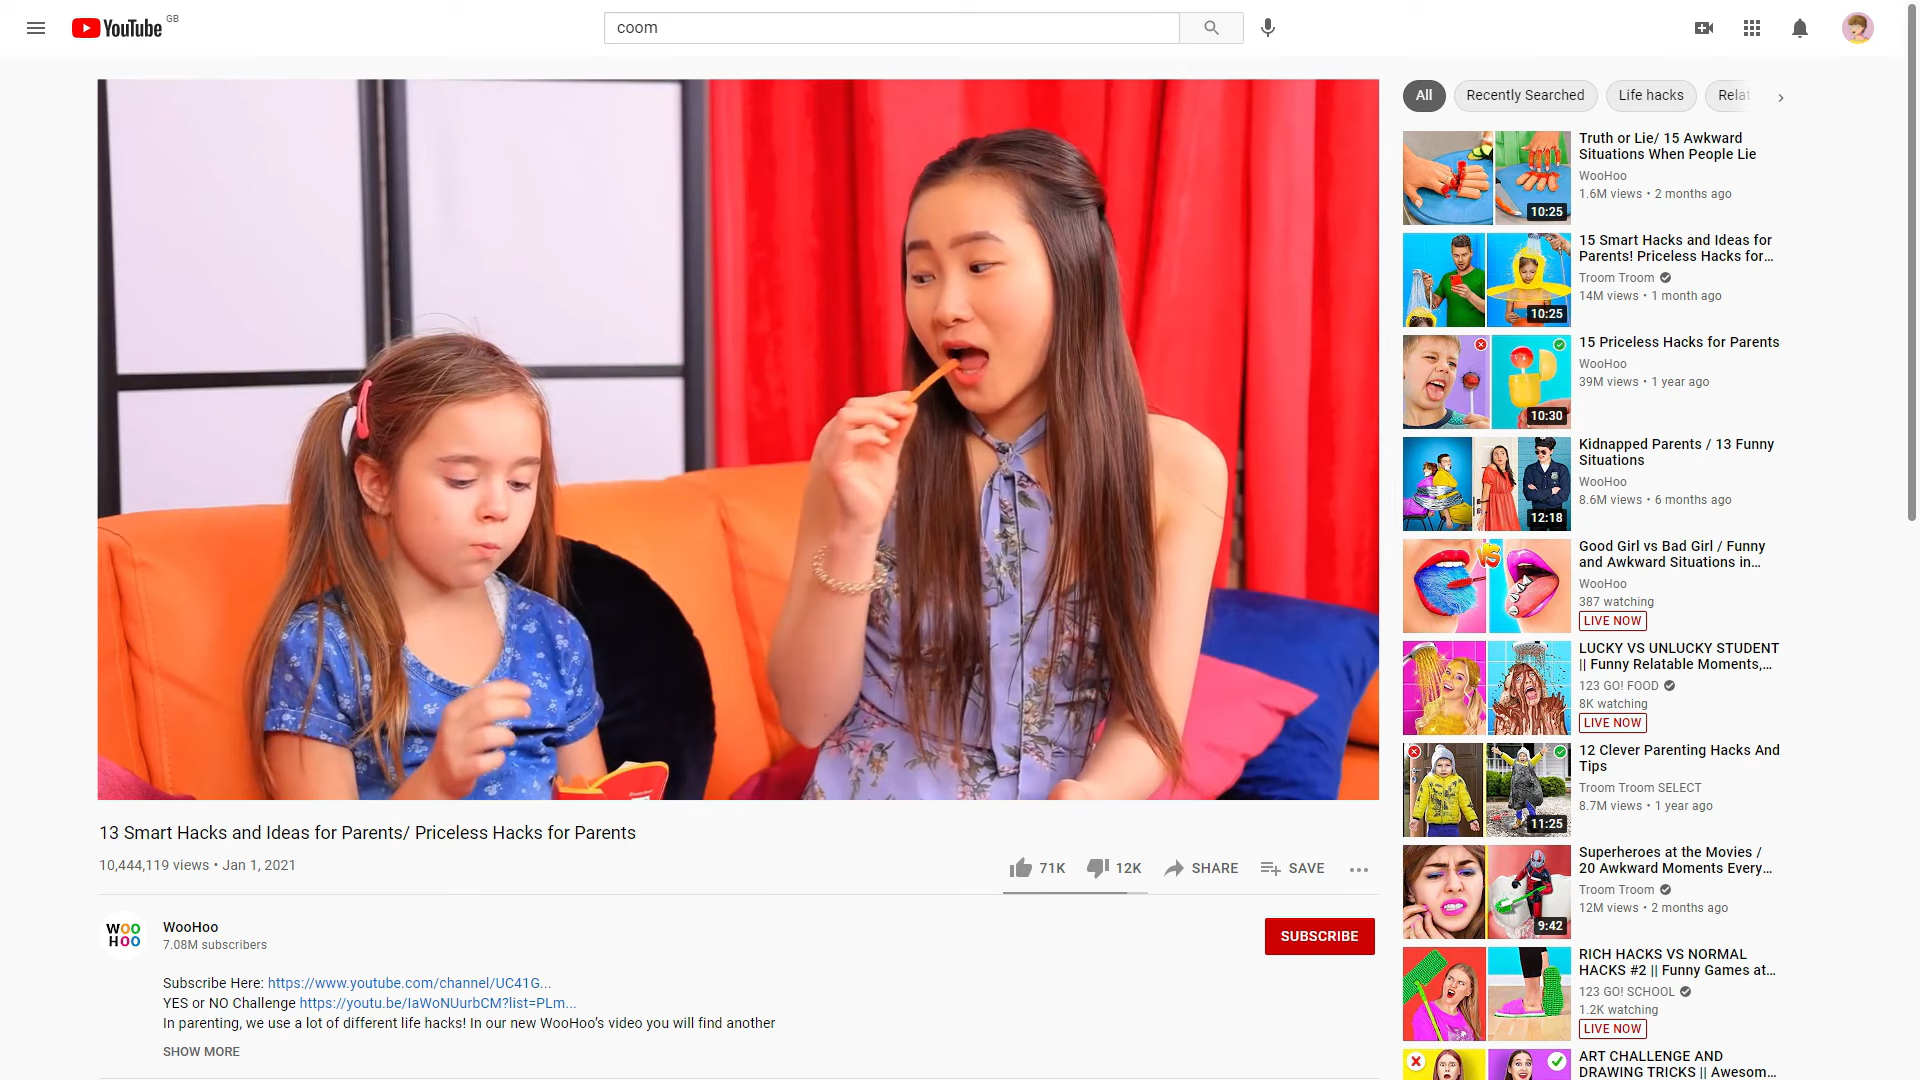 YouTube GB
coom
All
Recently Searched
Life hacks
Relat
Truth or Lie/ 15 Awkward
Situations When People Lie
WooHoo
1.6M views • 2 months ago
10:25
15 Smart Hacks and Ideas for
Parents! Priceless Hacks for...
Troom Troom
14M views • 1 month ago
10:25
15 Priceless Hacks for Parents
WooHoo
39M views • 1 year ago
10:30
Kidnapped Parents / 13 Funny
Situations
WooHoo
8.6M views • 6 months ago
12:18
Good Girl vs Bad Girl / Funny
and Awkward Situations in...
WooHoo
387 watching
LIVE NOW
VS
LUCKY VS UNLUCKY STUDENT
|| Funny Relatable Moments,...
123 GO! FOOD
8K watching
LIVE NOW
12 Clever Parenting Hacks And
Tips
Troom Troom SELECT
8.7M views • 1 year ago
11:25
Superheroes at the Movies /
20 Awkward Moments Every...
Troom Troom
12M views • 2 months ago
9:42
RICH HACKS VS NORMAL
HACKS #2 || Funny Games at...
123 GO! SCHOOL
1.2K watching
LIVE NOW
ART CHALLENGE AND
DRAWING TRICKS || Awesom...
13 Smart Hacks and Ideas for Parents/ Priceless Hacks for Parents
10,444,119 views • Jan 1, 2021
71K
12K
SHARE
SAVE
WOO
HOO
WooHoo
7.08M subscribers
SUBSCRIBE
Subscribe Here: https://www.youtube.com/channel/UC41G...
YES or NO Challenge https://youtu.be/IaWoNUurbCM?list=PLm...
In parenting, we use a lot of different life hacks! In our new WooHoo's video you will find another
SHOW MORE